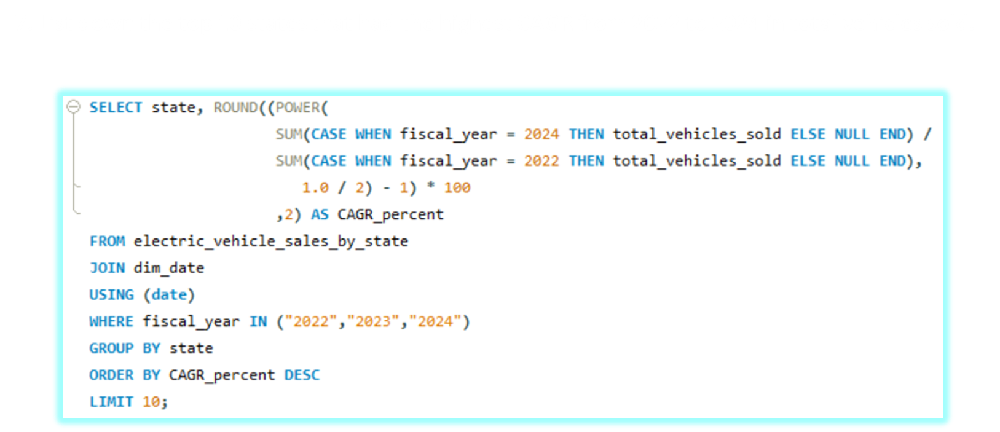 SELECT state, ROUND((POWER(
SUM(CASE WHEN fiscal_year = 2024 THEN total_vehicles_sold ELSE NULL END) /
SUM(CASE WHEN fiscal_year = 2022 THEN total_vehicles_sold ELSE NULL END),
1.0 / 2) - 1) * 100
,2) AS CAGR_percent
FROM electric_vehicle_sales_by_state
JOIN dim_date
USING (date)
WHERE fiscal_year IN ("2022","2023","2024")
GROUP BY state
ORDER BY CAGR_percent DESC
LIMIT 10;